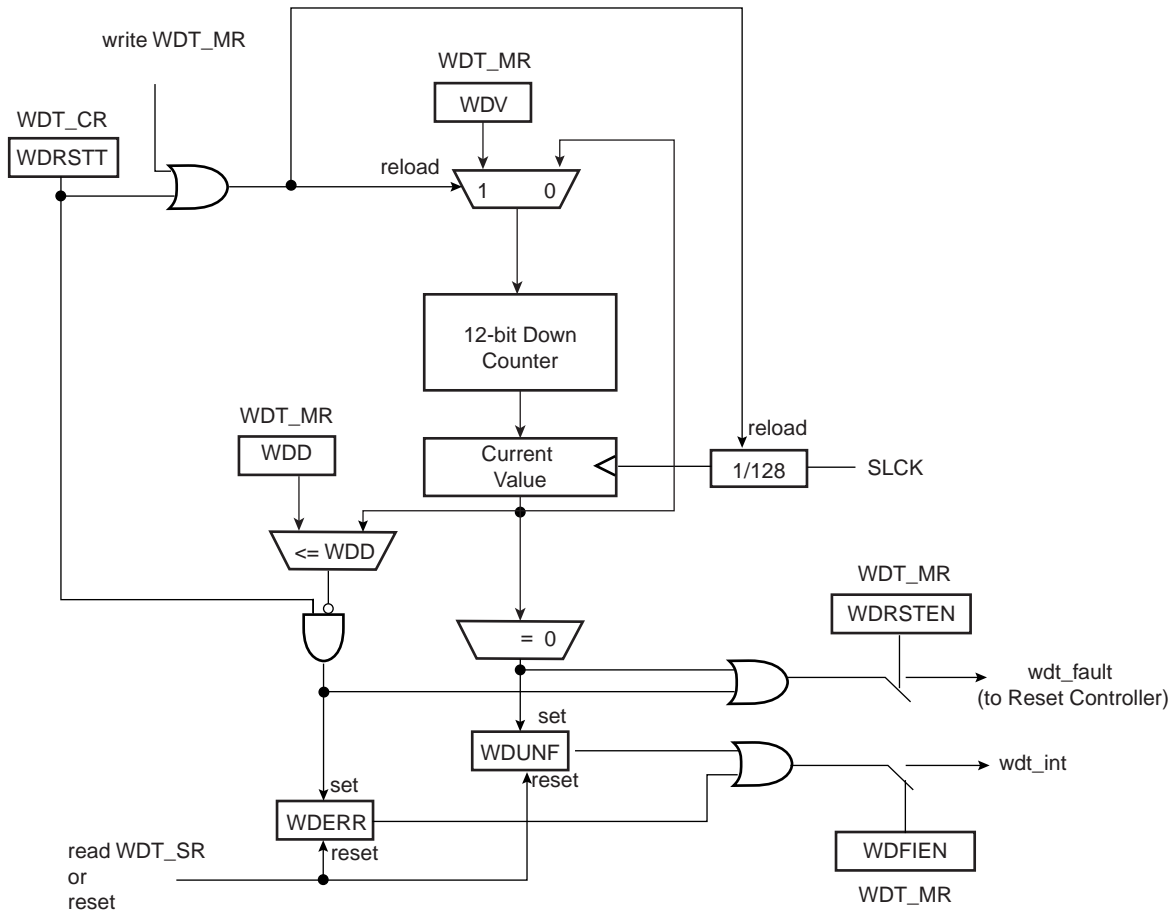 write WDT_MR
WDT_MR
WDV
WDT_CR
WDRSTT
reload
1 0
12-bit Down
Counter
WDT_MR
WDD
reload
Current
Value
1/128
SLCK
<= WDD
WDT_MR
WDRSTEN
= 0
wdt_fault
(to Reset Controller)
set
WDUNF
reset
wdt_int
set
WDERR
reset
WDFIEN
WDT_MR
read WDT_SR
or
reset